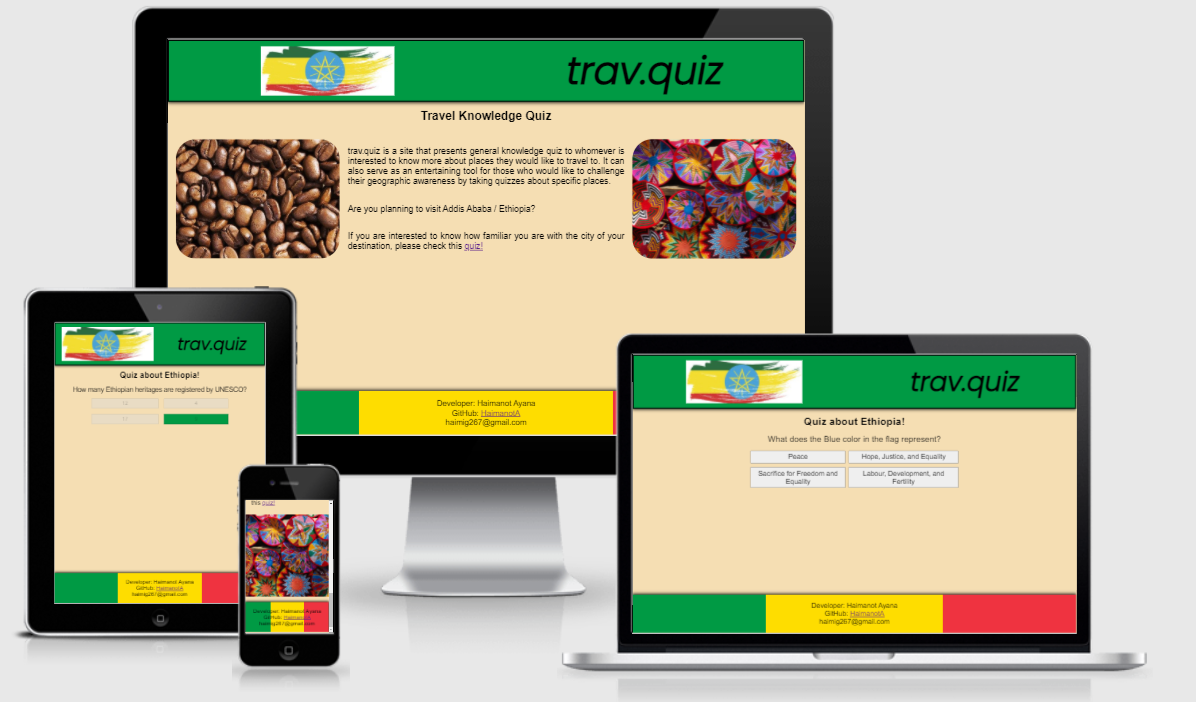 trav.quiz
Travel Knowledge Quiz
trav.quiz is a site that presents general knowledge quiz to whomever is
interested to know more about places they would like to travel to. It can
also serve as an entertaining tool for those who would like to challenge
their geographic awareness by taking quizzes about specific places.
Are you planning to visit Addis Ababa / Ethiopia?
If you are interested to know how familiar you are with the city of your
destination, please check this quiz!
Developer: Haimanot Ayana
GitHub: HaimanotA
haimig267@gmail.com
trav.quiz
Quiz about Ethiopia!
How many Ethiopian heritages are registered by UNESCO?
Developer: Haimanot Ayana
GitHub: HaimanotA
haimig267@gmail.com
this quiz!
Developer: Haimanot Ayana
GitHub: HaimanotA
haimig267@gmail.com
trav.quiz
Quiz about Ethiopia!
What does the Blue color in the flag represent?
Peace
Hope, Justice, and Equality
Sacrifice for Freedom and
Equality
Labour, Development, and
Fertility
Developer: Haimanot Ayana
GitHub: HaimanotA
haimig267@gmail.com